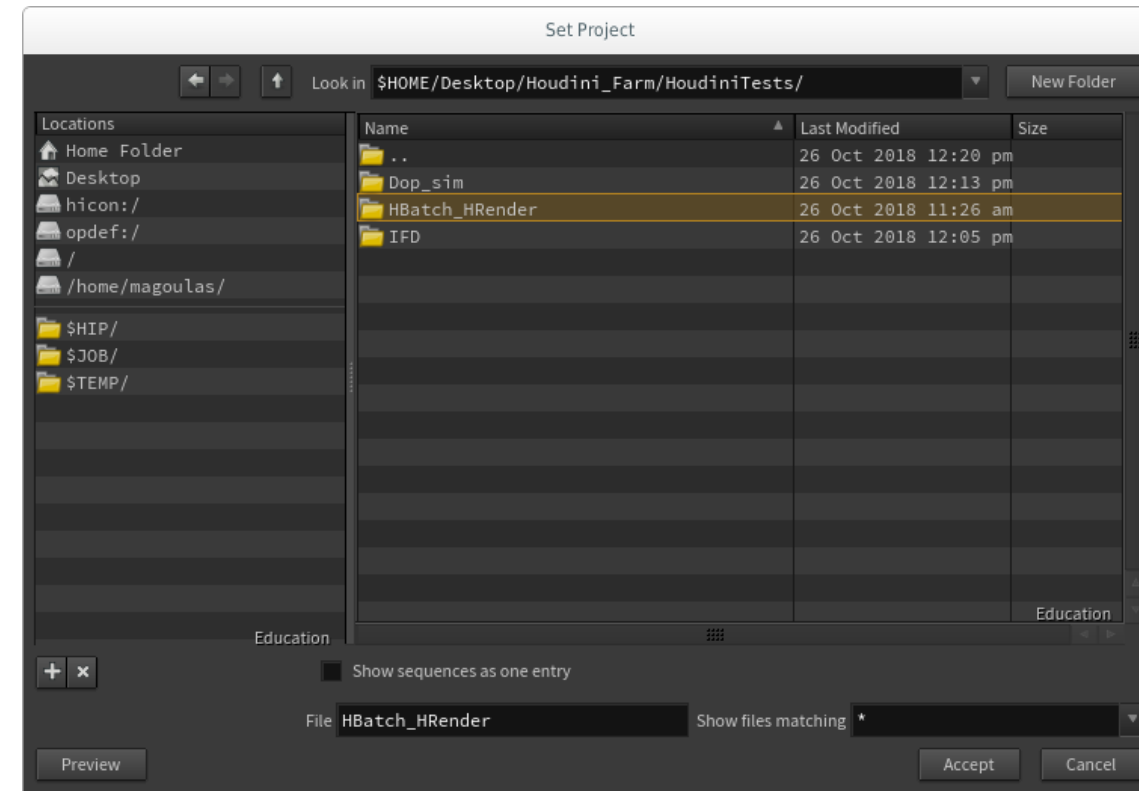 Set Project
Look in $HOME/Desktop/Houdini_Farm/HoudiniTests/ New Folder
Locations
Home Folder
Desktop
hicon:/
opdef:/
/
/home/magoulas/
$HIP/
$JOB/
$TEMP/
Education
Name Last Modified Size
.. 26 Oct 2018 12:20 pm
Dop_sim 26 Oct 2018 12:13 pm
HBatch_HRender 26 Oct 2018 11:26 am
IFD 26 Oct 2018 12:05 pm
Education
Show sequences as one entry
File HBatch_HRender Show files matching *
Preview Accept Cancel